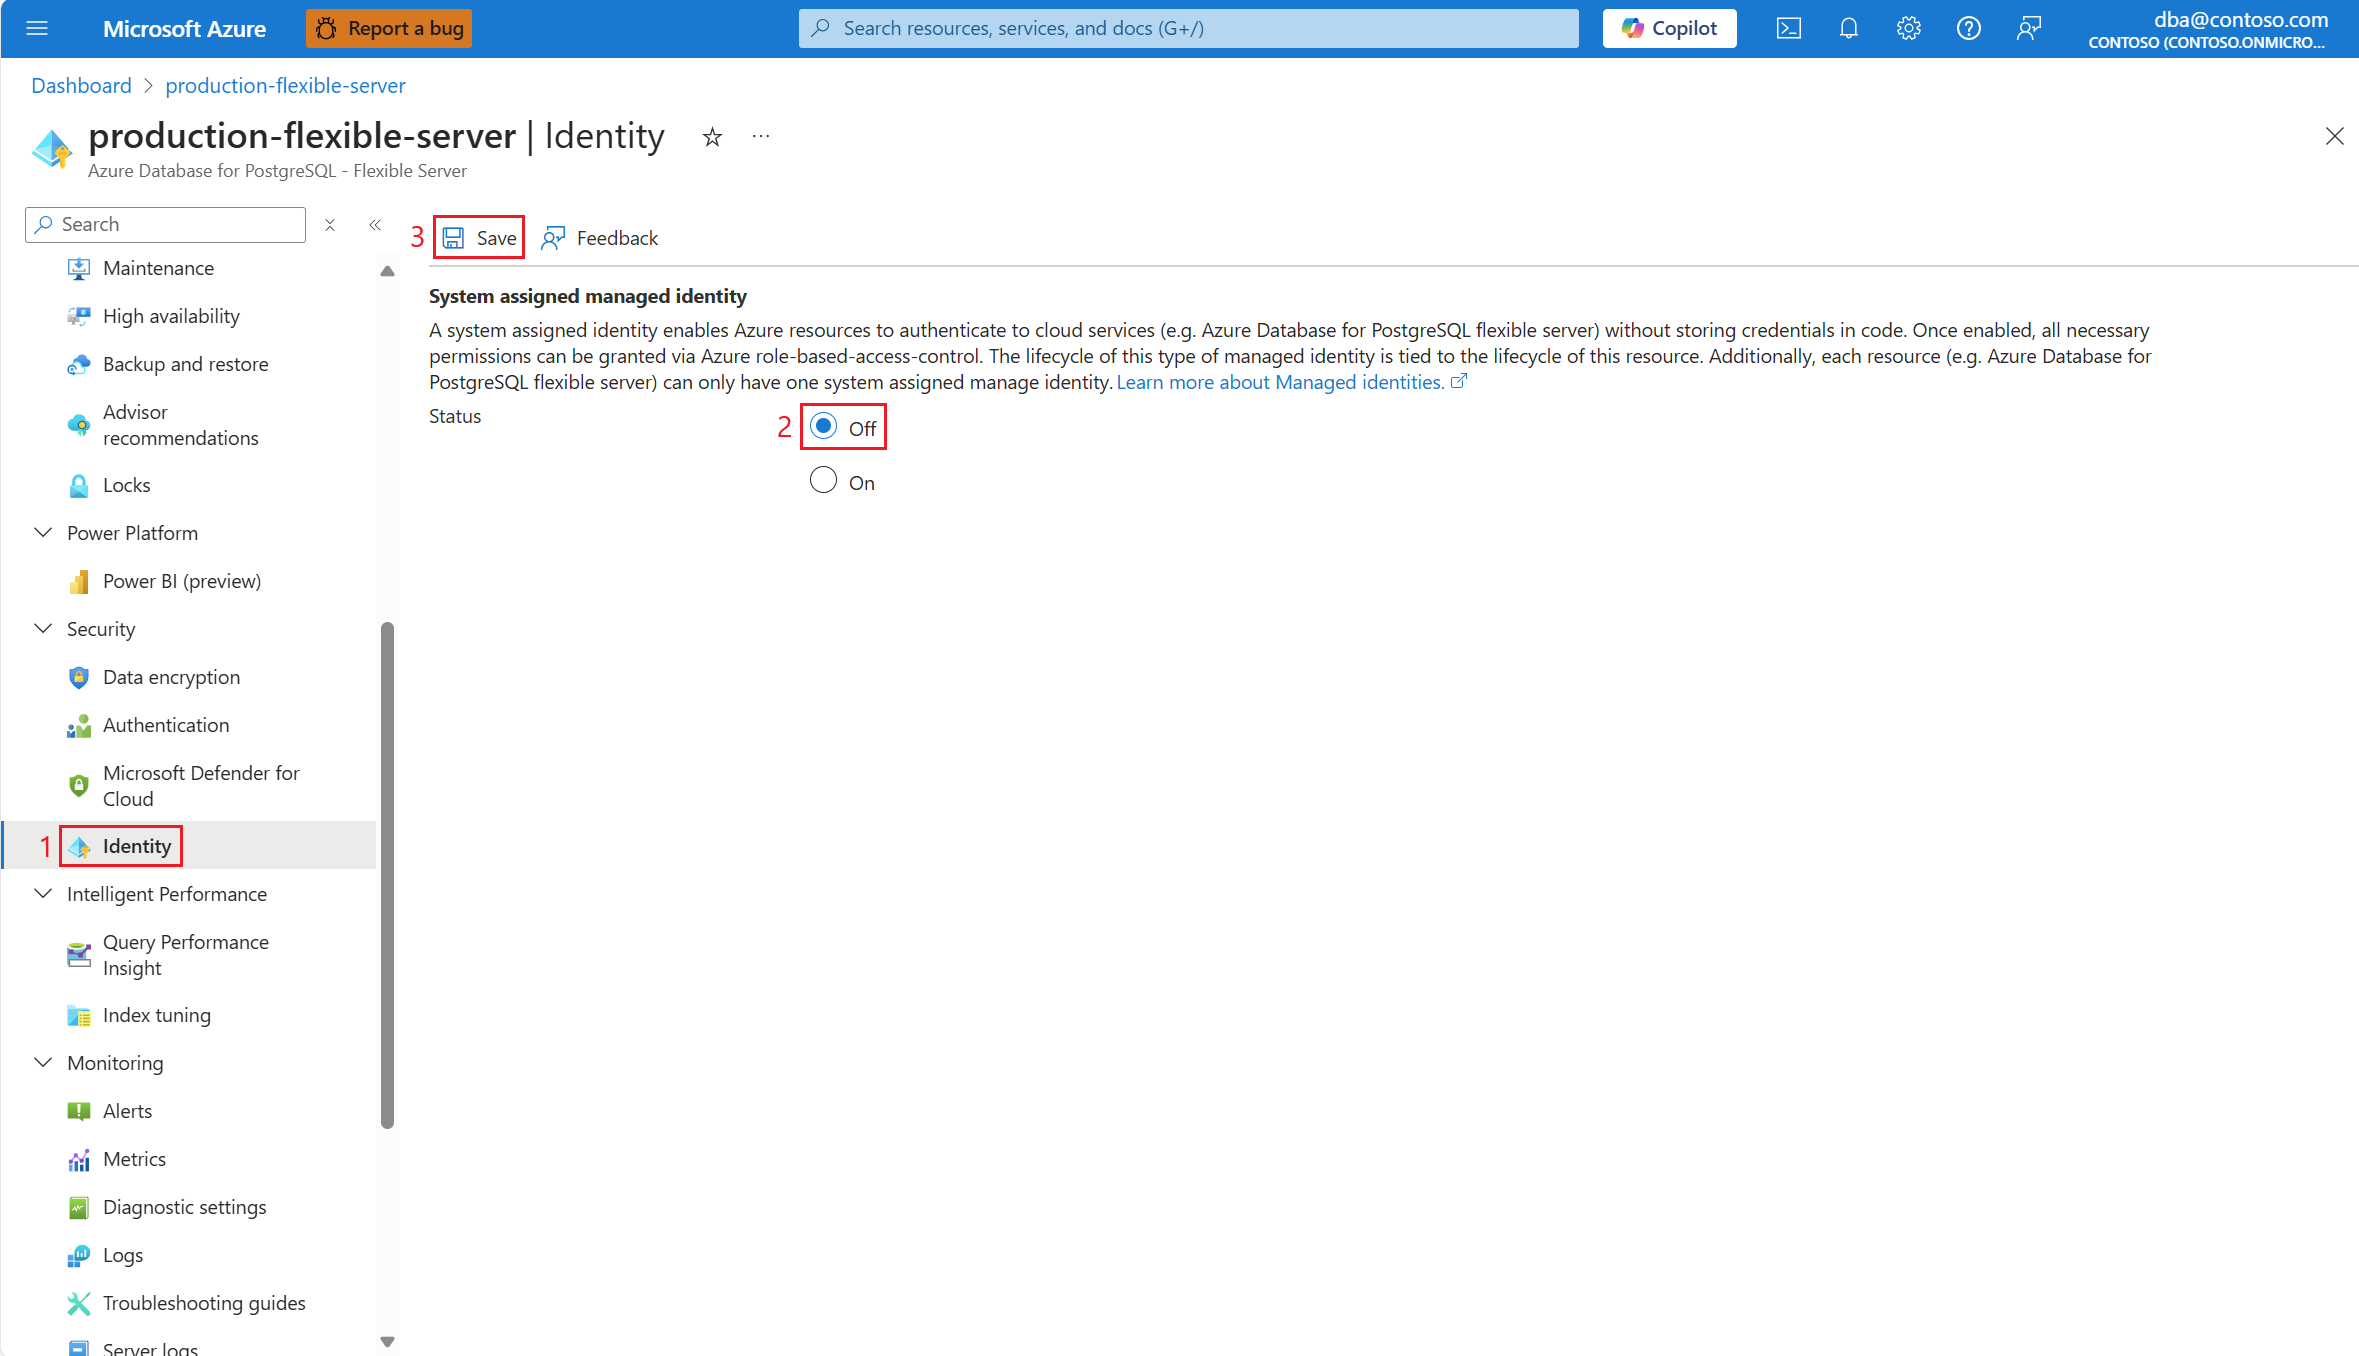 Microsoft Azure
Report a bug
Search resources, services, and docs (G+/)
Copilot
dba@contoso.com
CONTOSO (CONTOSO.ONMICRO...
Dashboard > production-flexible-server
production-flexible-server | Identity
Azure Database for PostgreSQL - Flexible Server
Search
3 Save Feedback
Maintenance
High availability
Backup and restore
Advisor
recommendations
Locks
Power Platform
Power BI (preview)
Security
Data encryption
Authentication
Microsoft Defender for
Cloud
1 Identity
Intelligent Performance
Query Performance
Insight
Index tuning
Monitoring
Alerts
Metrics
Diagnostic settings
Logs
Troubleshooting guides
Server logs
System assigned managed identity
A system assigned identity enables Azure resources to authenticate to cloud services (e.g. Azure Database for PostgreSQL flexible server) without storing credentials in code. Once enabled, all necessary
permissions can be granted via Azure role-based-access-control. The lifecycle of this type of managed identity is tied to the lifecycle of this resource. Additionally, each resource (e.g. Azure Database for
PostgreSQL flexible server) can only have one system assigned manage identity. Learn more about Managed identities.
Status
2 Off
On